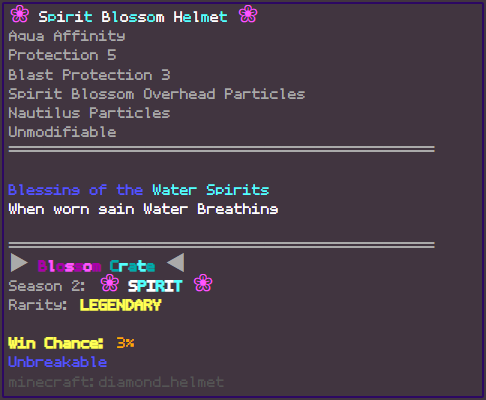 ❀ Spirit Blossom Helmet ❀
Aqua Affinity
Protection 5
Blast Protection 3
Spirit Blossom Overhead Particles
Nautilus Particles
Unmodifiable
Blessing of the Water Spirits
When worn gain Water Breathing
▶ Blossom Crate ◀
Season 2: ❀ SPIRIT ❀
Rarity: LEGENDARY
Win Chance: 3%
Unbreakable
minecraft:diamond_helmet